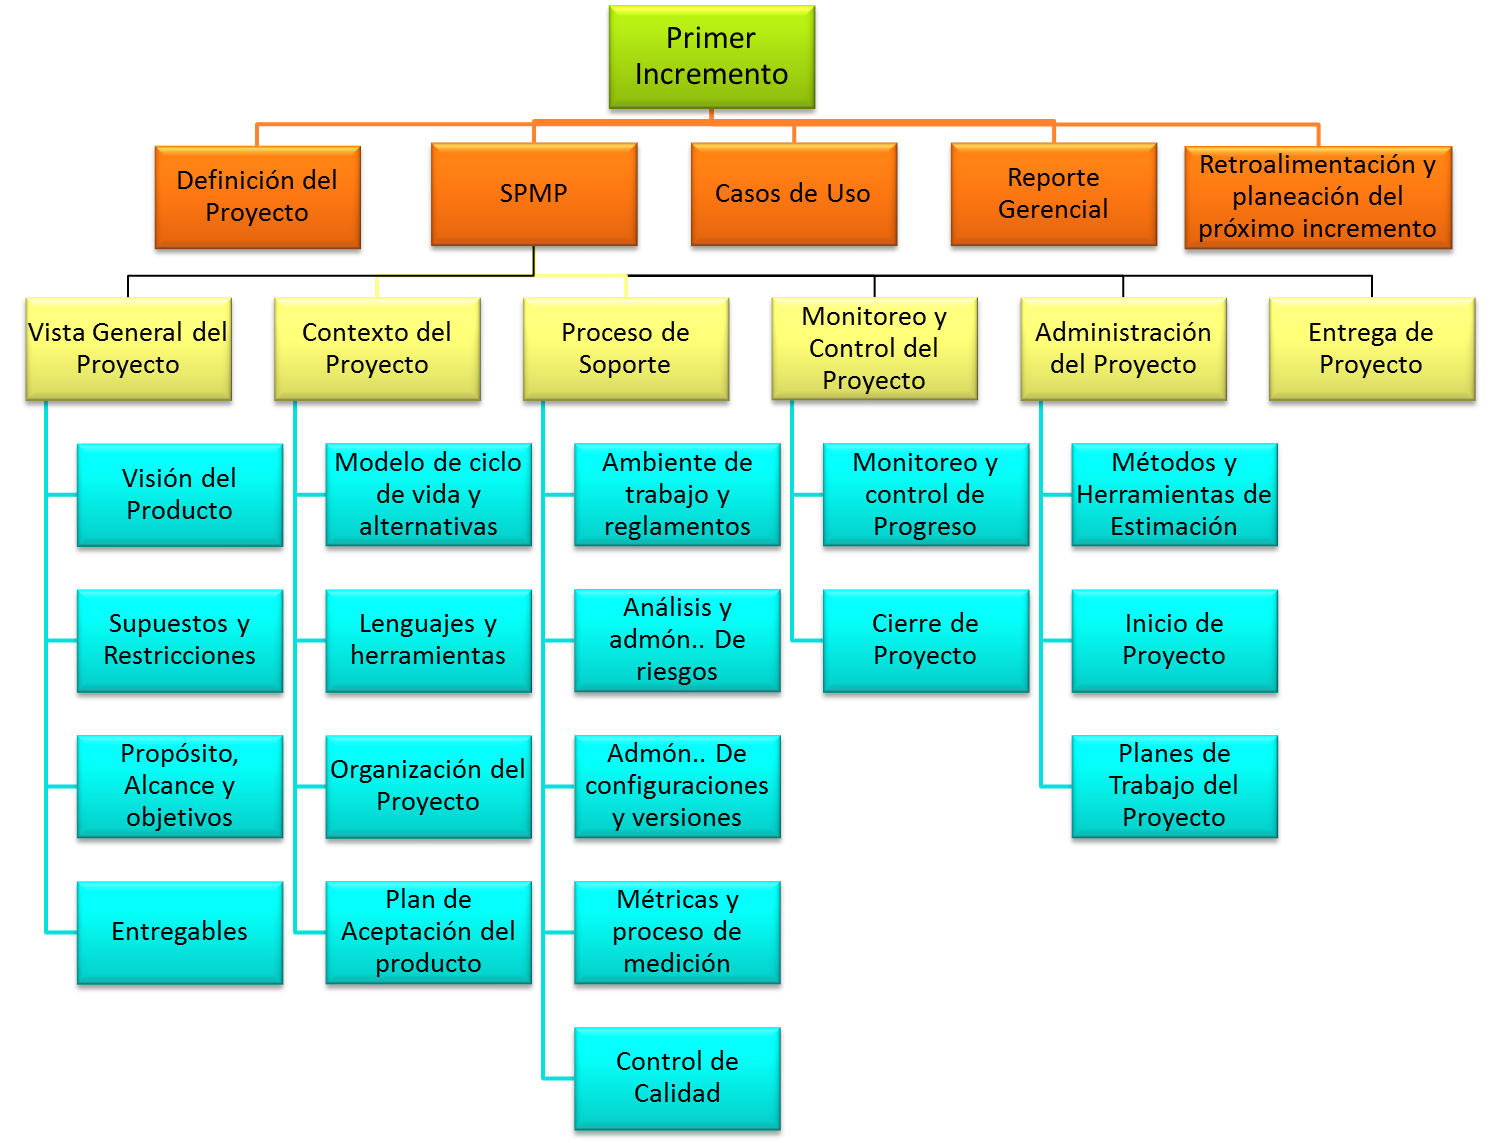 Primer
Incremento
Definición del
Proyecto
SPMP
Casos de Uso
Reporte
Gerencial
Retroalimentación y
planeación del
próximo incremento
Vista General del
Proyecto
Contexto del
Proyecto
Proceso de
Soporte
Monitoreo y
Control del
Proyecto
Administración
del Proyecto
Entrega de
Proyecto
Visión del
Producto
Supuestos y
Restricciones
Propósito,
Alcance y
objetivos
Entregables
Modelo de ciclo
de vida y
alternativas
Lenguajes y
herramientas
Organización del
Proyecto
Plan de
Aceptación del
producto
Ambiente de
trabajo y
reglamentos
Análisis y
admón.. De
riesgos
Admón.. De
configuraciones
y versiones
Métricas y
proceso de
medición
Control de
Calidad
Monitoreo y
control de
Progreso
Cierre de
Proyecto
Métodos y
Herramientas de
Estimación
Inicio de
Proyecto
Planes de
Trabajo del
Proyecto